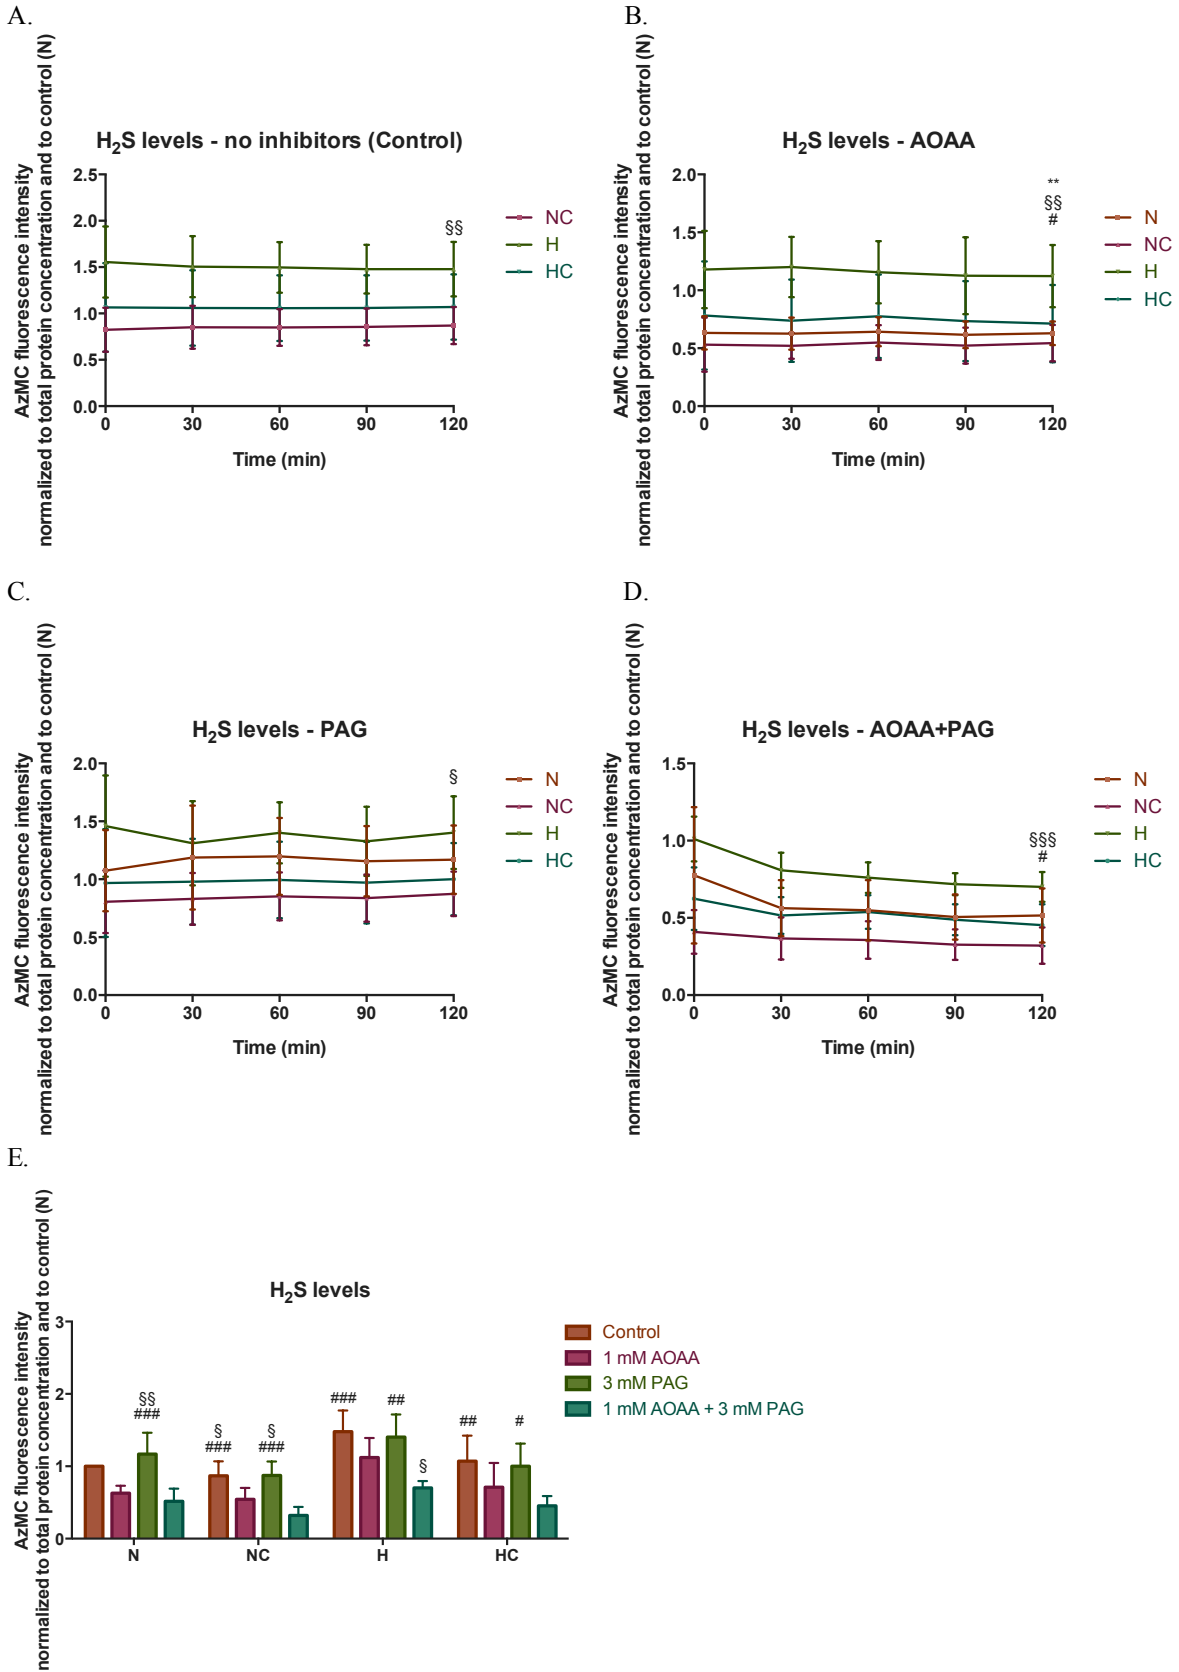 A.
H2S levels - no inhibitors (Control)
AzMC fluorescence intensity
normalized to total protein concentration and to control (N)
2.5
2.0
1.5
1.0
0.5
0.0
§§
0 30 60 90 120
Time (min)
NC
H
HC
B.
H2S levels - AOAA
AzMC fluorescence intensity
normalized to total protein concentration and to control (N)
2.0
1.5
1.0
0.5
0.0
**
§§
#
0 30 60 90 120
Time (min)
N
NC
H
HC
C.
H2S levels - PAG
AzMC fluorescence intensity
normalized to total protein concentration and to control (N)
2.0
1.5
1.0
0.5
0.0
§
0 30 60 90 120
Time (min)
N
NC
H
HC
D.
H2S levels - AOAA+PAG
AzMC fluorescence intensity
normalized to total protein concentration and to control (N)
1.5
1.0
0.5
0.0
§§§
#
0 30 60 90 120
Time (min)
N
NC
H
HC
E.
H2S levels
AzMC fluorescence intensity
normalized to total protein concentration and to control (N)
3
2
1
0
§§
###
§
###
§
###
###
##
§
##
#
N NC H HC
Control
1 mM AOAA
3 mM PAG
1 mM AOAA + 3 mM PAG